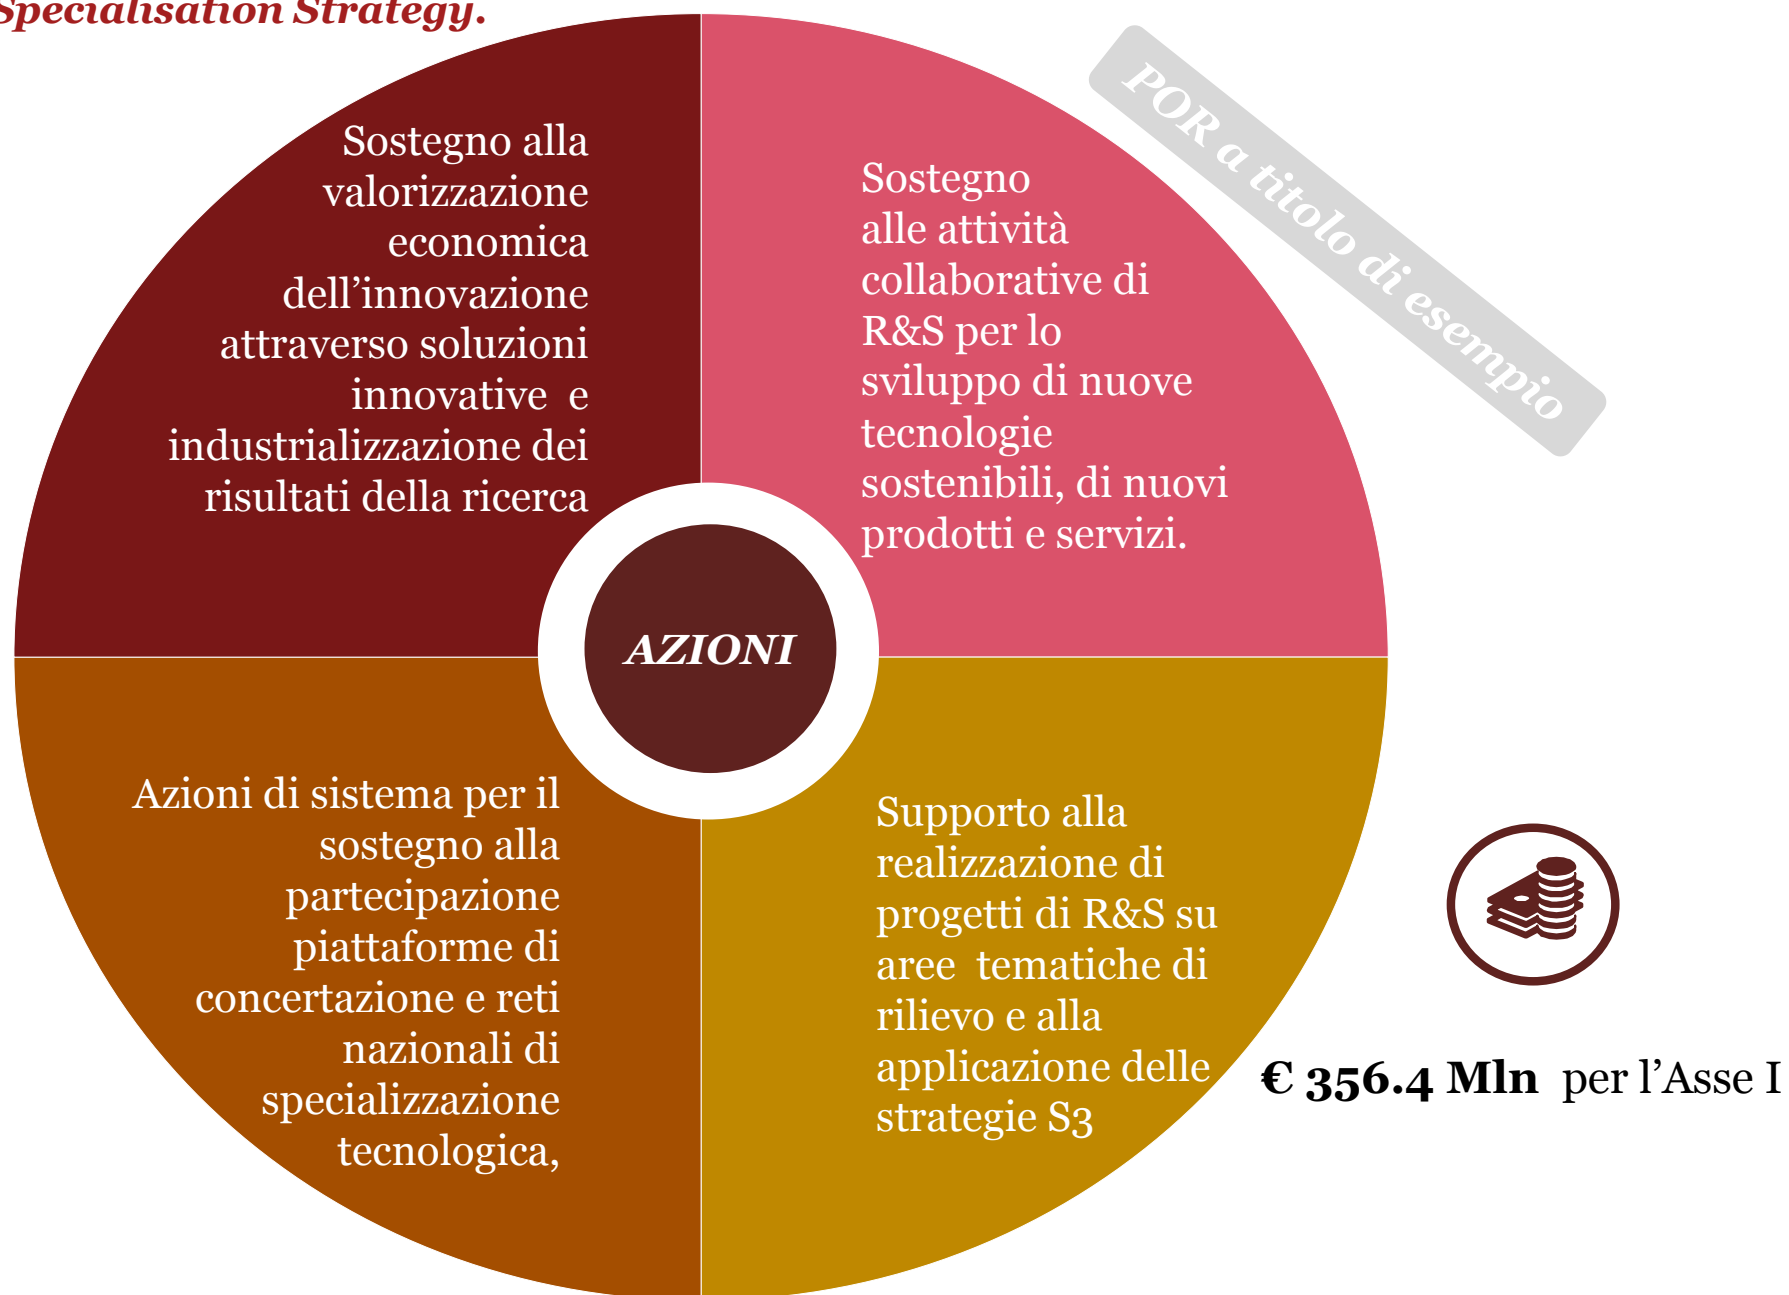 Specialisation Strategy.
POR a titolo di esempio
Sostegno alla
valorizzazione
economica
dell’innovazione
attraverso soluzioni
innovative e
industrializzazione dei
risultati della ricerca
Sostegno
alle attività
collaborative di
R&S per lo
sviluppo di nuove
tecnologie
sostenibili, di nuovi
prodotti e servizi.
AZIONI
Azioni di sistema per il
sostegno alla
partecipazione
piattaforme di
concertazione e reti
nazionali di
specializzazione
tecnologica,
Supporto alla
realizzazione di
progetti di R&S su
aree tematiche di
rilievo e alla
applicazione delle
strategie S3
€ 356.4 Mln per l’Asse I